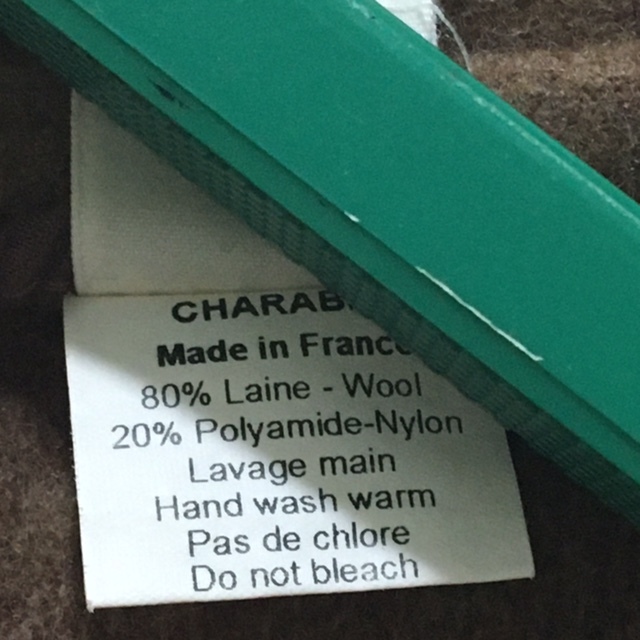 Made in France
80% Laine - Wool
20% Polyamide-Nylon
Lavage main
Hand wash warm
Pas de chlore
Do not bleach